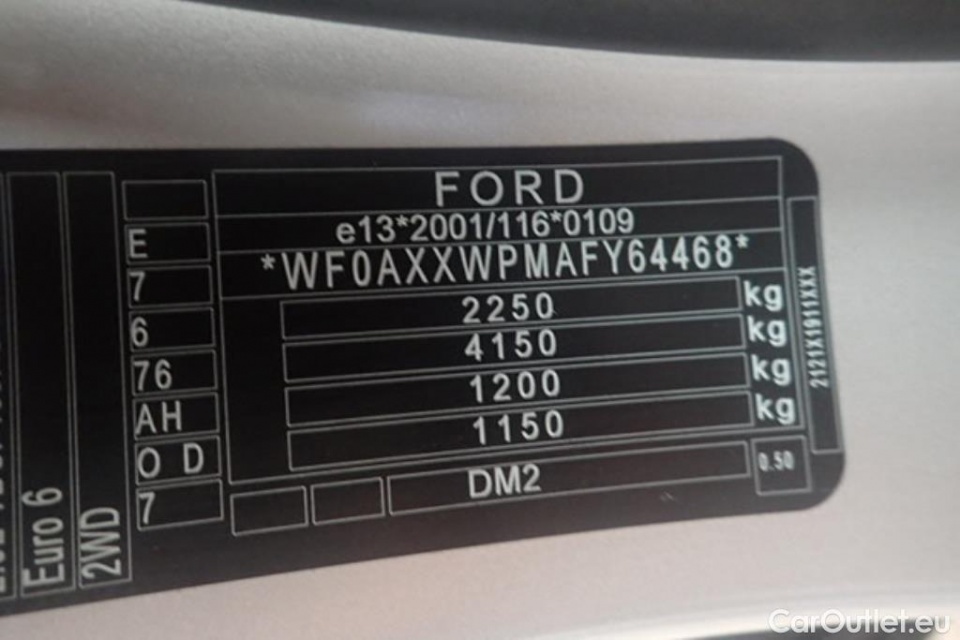 FORD
e13*2001/116*0109
*WF0AXXWPMAFY64468*
2250 kg
4150 kg
1200 kg
1150 kg
DM2
0.50
2121X1911XXX
E
7
6
76
AH
O D
7
2WD
Euro 6
CarOutlet.eu